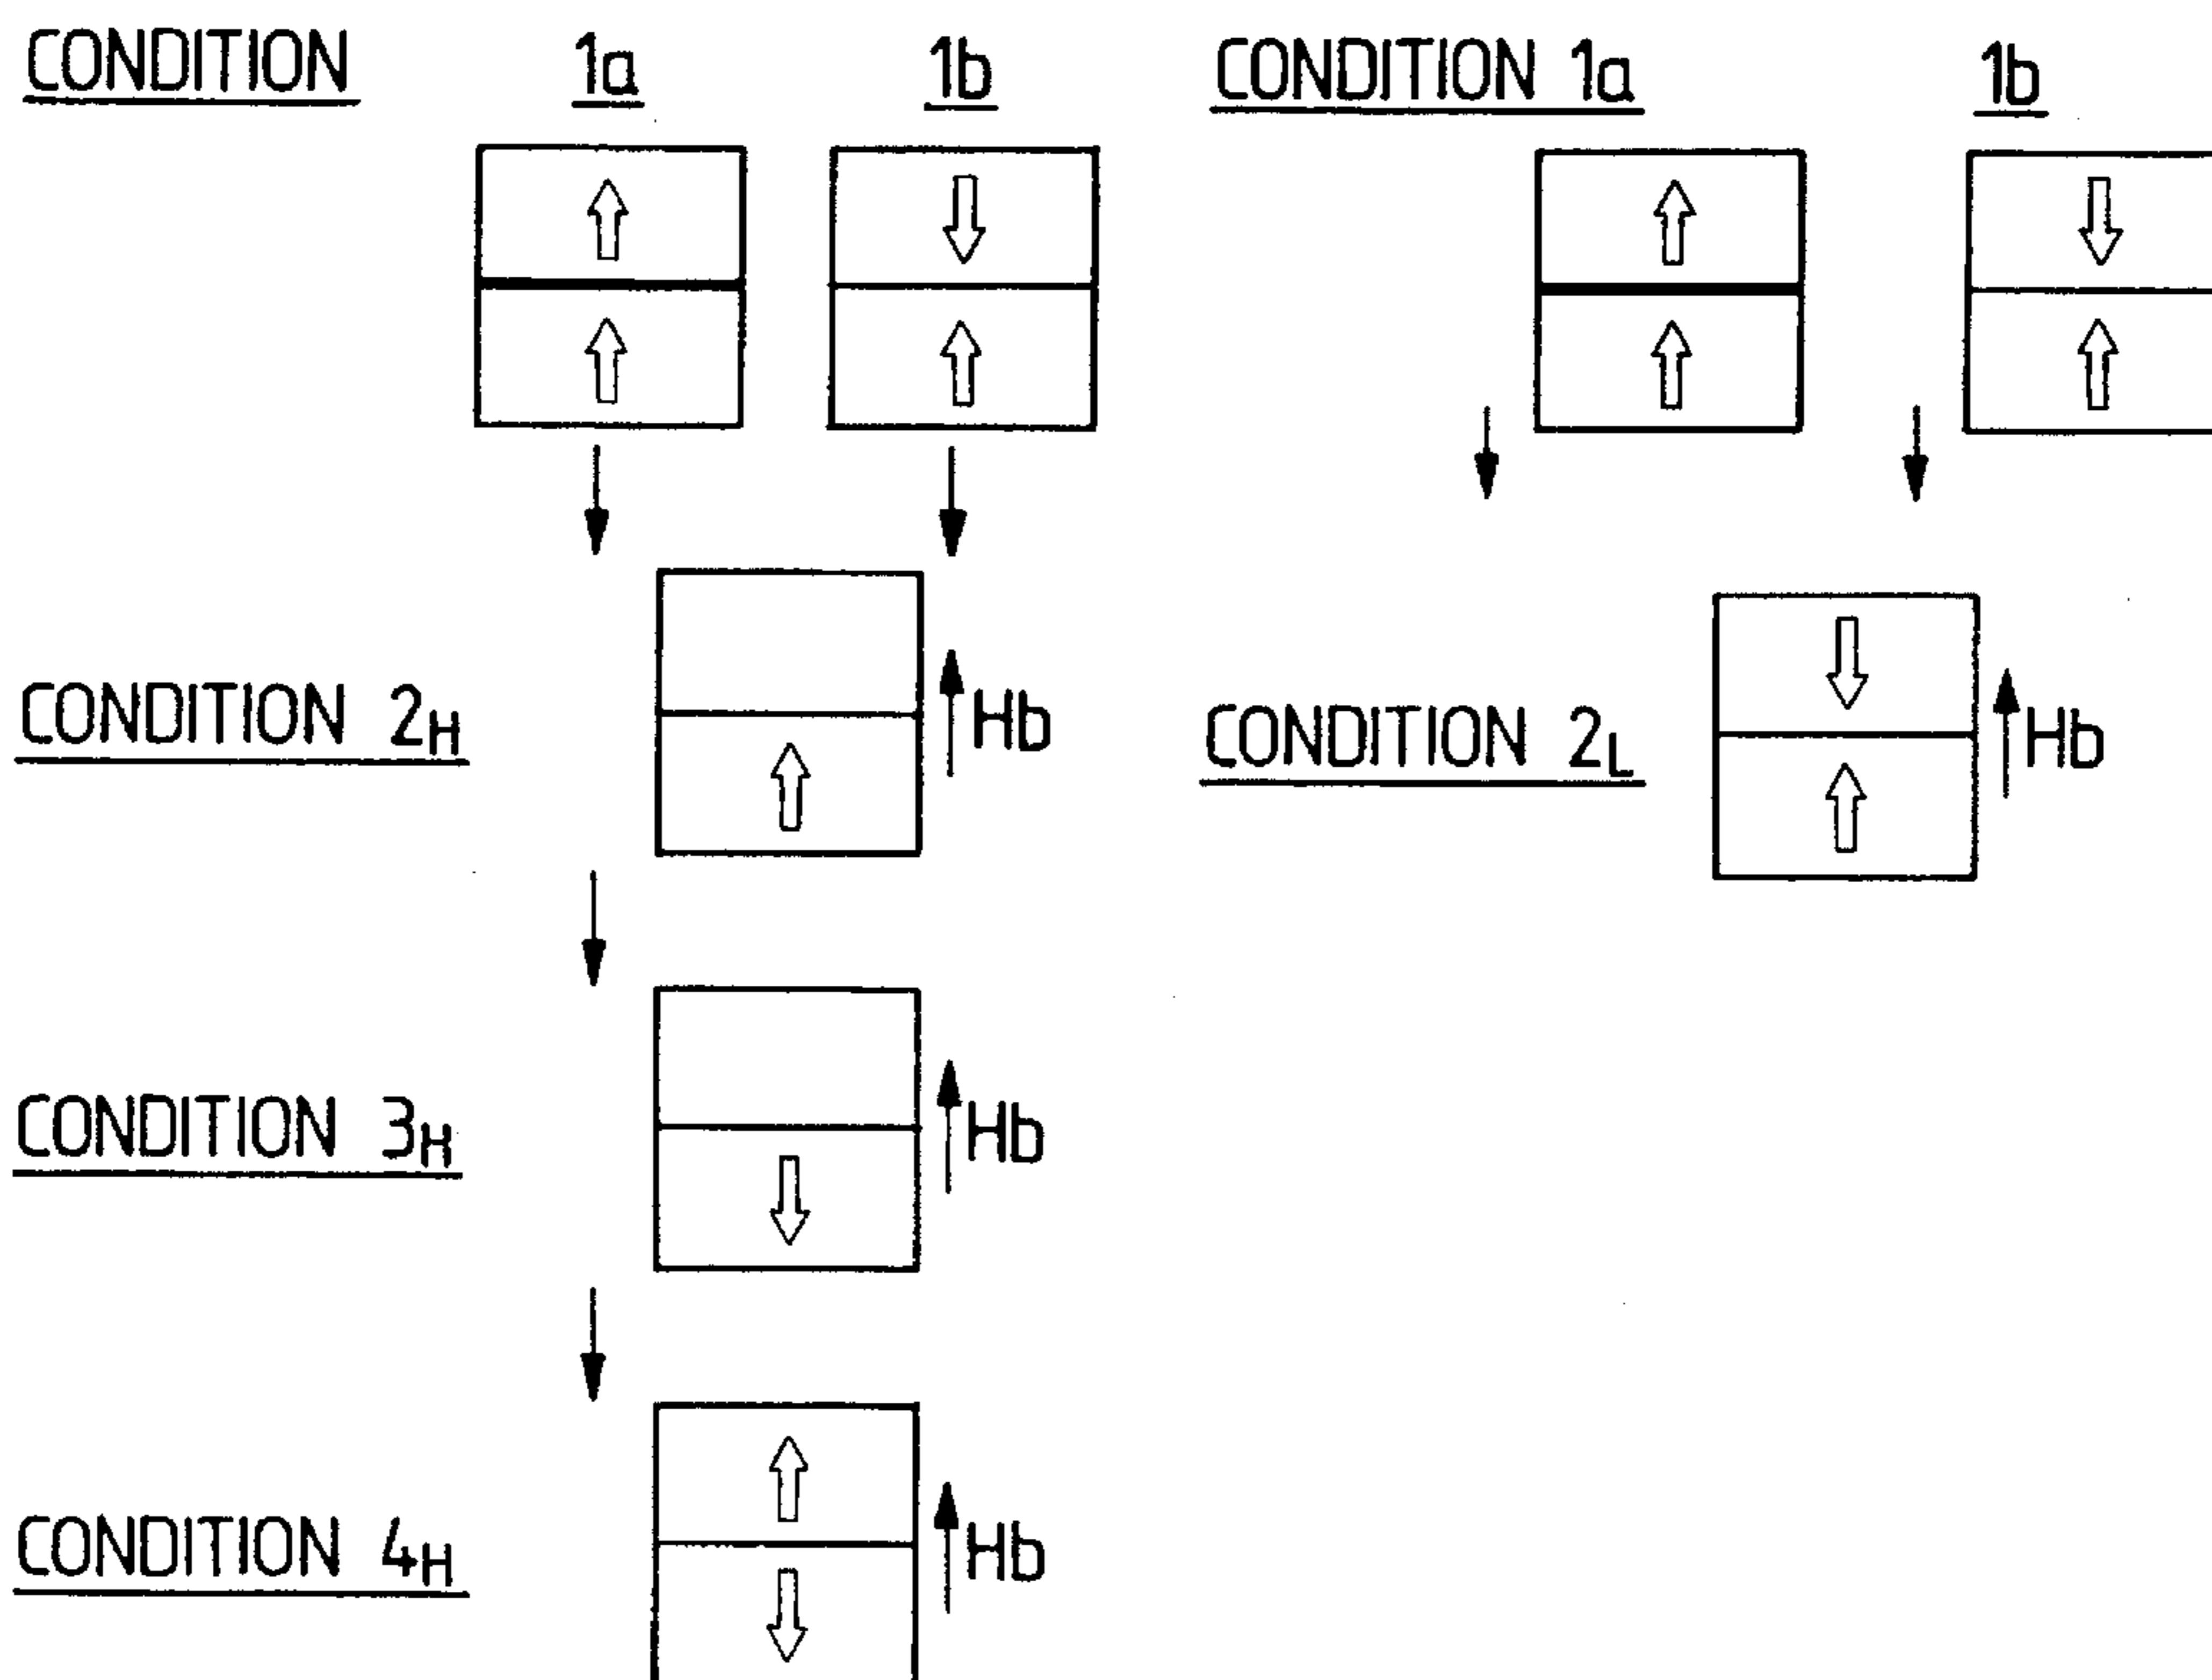 CONDITION 1a 1b
CONDITION 1a 1b
CONDITION 2H Hb
CONDITION 2L Hb
CONDITION 3H Hb
CONDITION 4H Hb